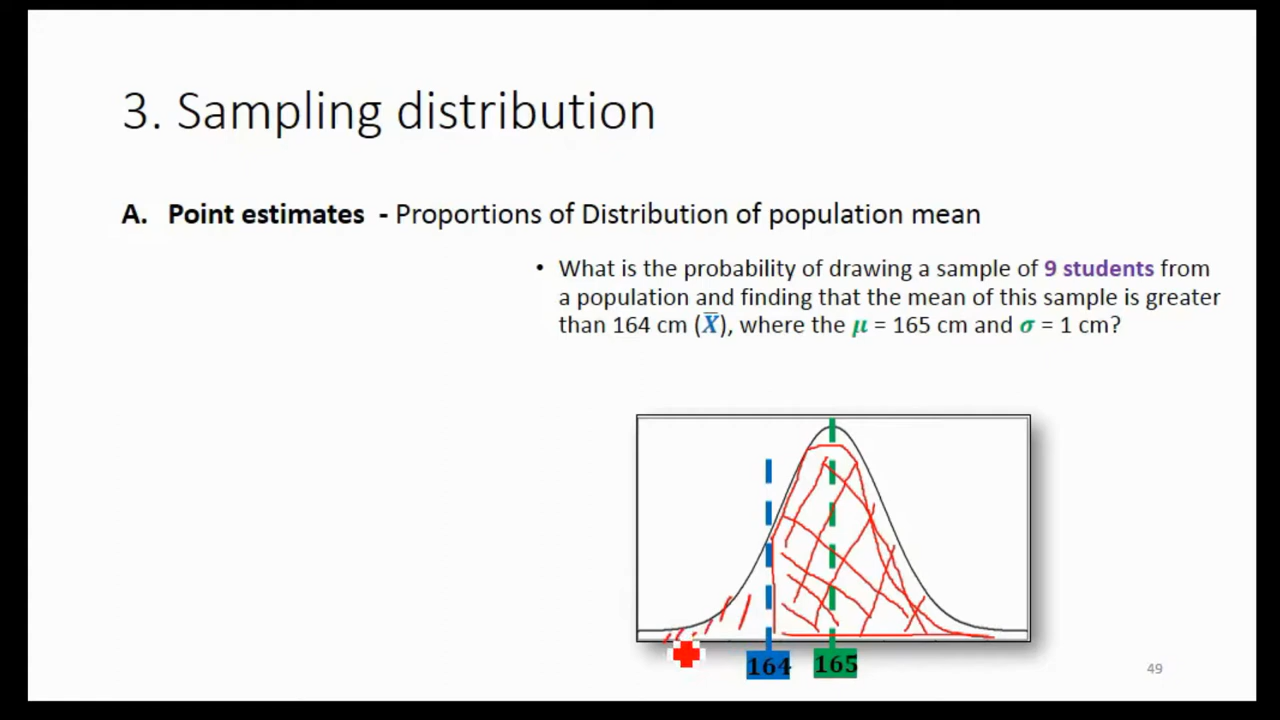 3. Sampling distribution
A. Point estimates - Proportions of Distribution of population mean
• What is the probability of drawing a sample of 9 students from
a population and finding that the mean of this sample is greater
than 164 cm (X̅), where the μ = 165 cm and σ = 1 cm?
164 165
49